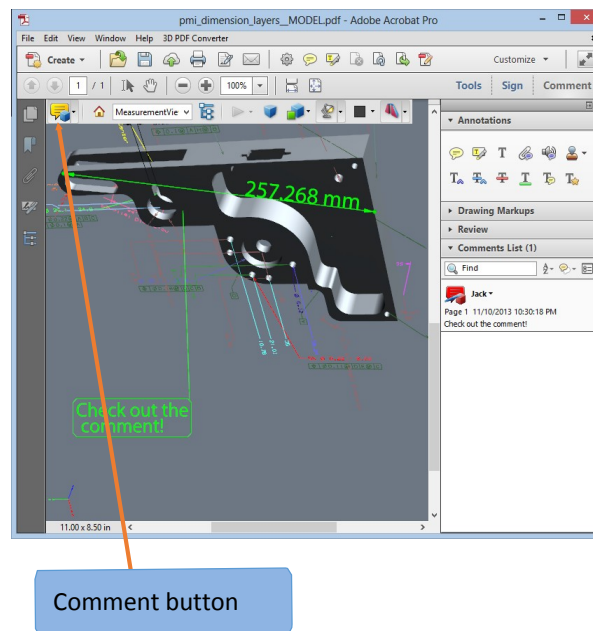 pmi_dimension_layers__MODEL.pdf - Adobe Acrobat Pro
File Edit View Window Help 3D PDF Converter
Create
Customize
1 / 1
100%
Tools Sign Comment
MeasurementVie
Annotations
257.268 mm
Drawing Markups
Review
Comments List (1)
Find
Jack
Page 1 11/10/2013 10:30:18 PM
Check out the comment!
Check out the
comment!
11.00 x 8.50 in
Comment button